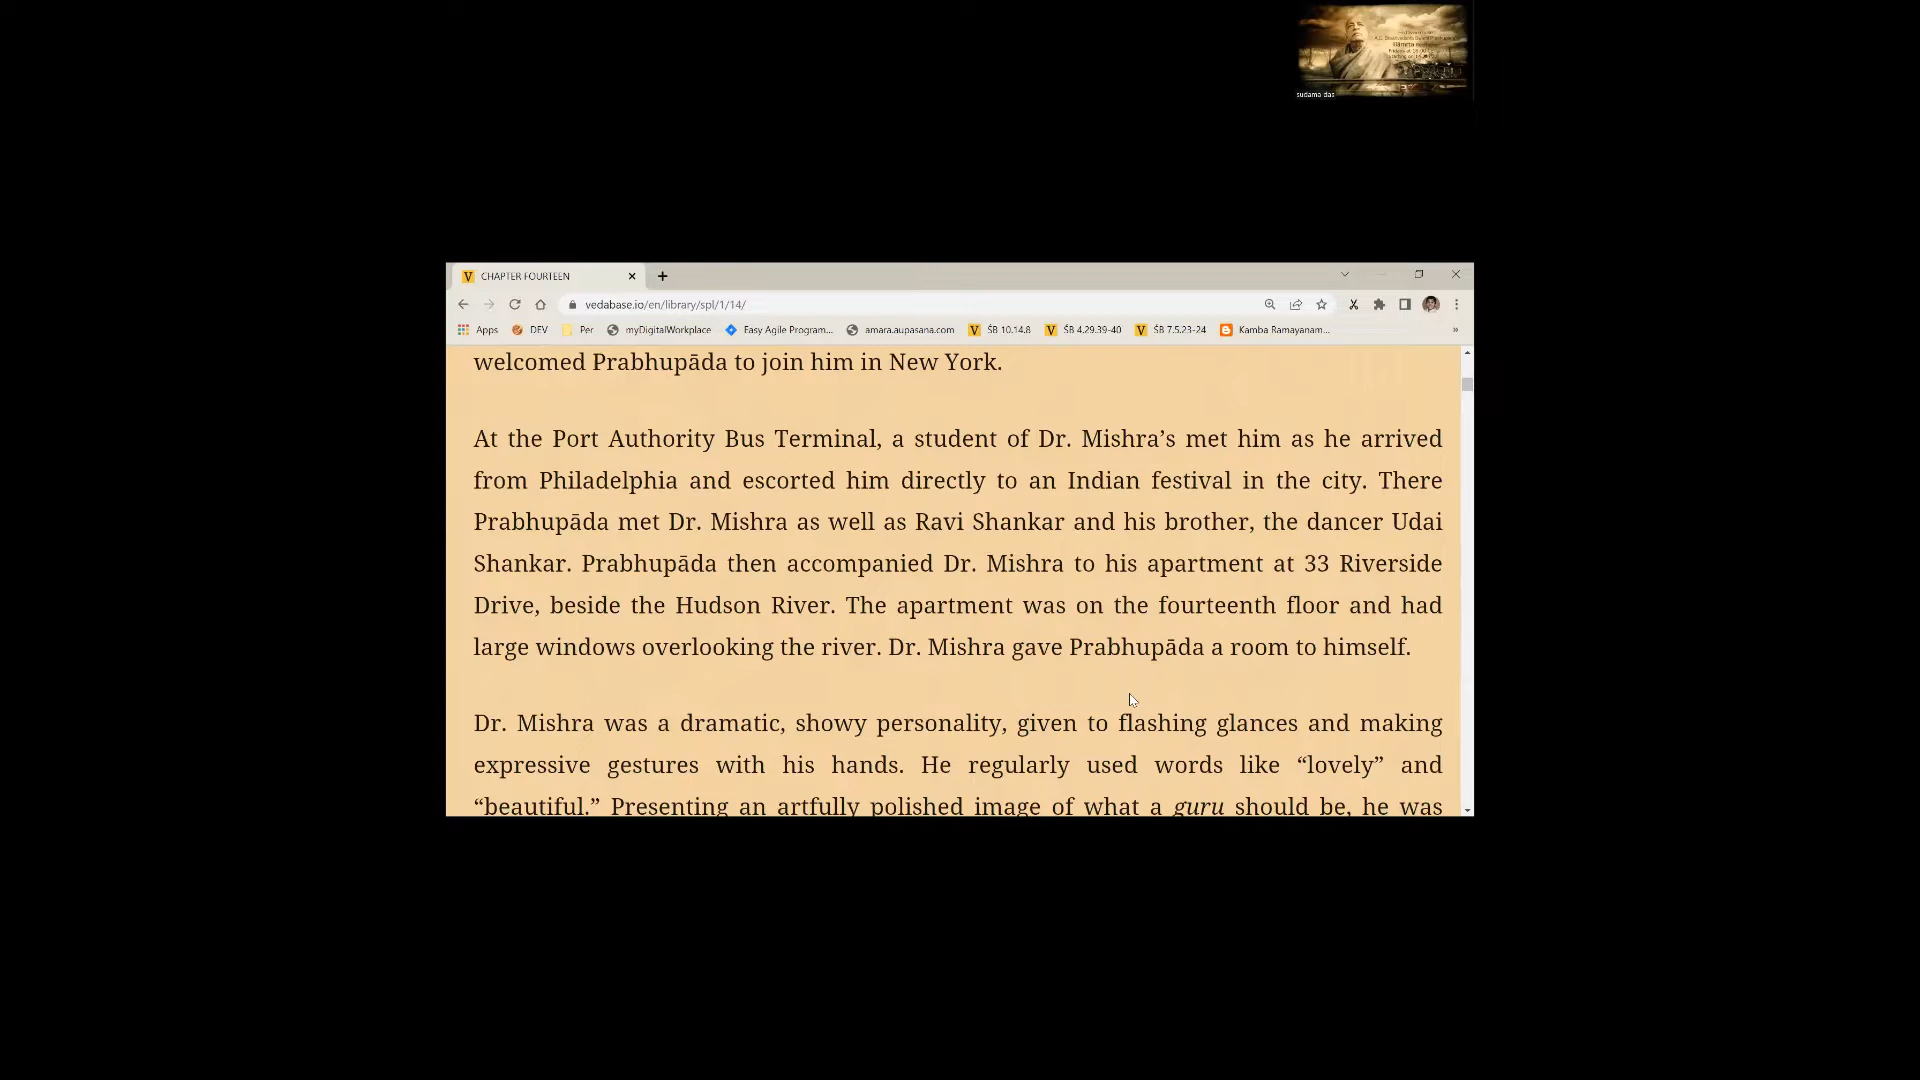 A.C. Bhaktivedanta Swami Prabhupada
sudama das
CHAPTER FOURTEEN
vedabase.io/en/library/spl/1/14/
Apps DEV Per myDigitalWorkplace Easy Agile Program... amara.aupasana.com ŚB 10.14.8 ŚB 4.29.39-40 ŚB 7.5.23-24 Kamba Ramayanam... »
welcomed Prabhupāda to join him in New York.
At the Port Authority Bus Terminal, a student of Dr. Mishra’s met him as he arrived
from Philadelphia and escorted him directly to an Indian festival in the city. There
Prabhupāda met Dr. Mishra as well as Ravi Shankar and his brother, the dancer Udai
Shankar. Prabhupāda then accompanied Dr. Mishra to his apartment at 33 Riverside
Drive, beside the Hudson River. The apartment was on the fourteenth floor and had
large windows overlooking the river. Dr. Mishra gave Prabhupāda a room to himself.
Dr. Mishra was a dramatic, showy personality, given to flashing glances and making
expressive gestures with his hands. He regularly used words like “lovely” and
“beautiful.” Presenting an artfully polished image of what a guru should be, he was